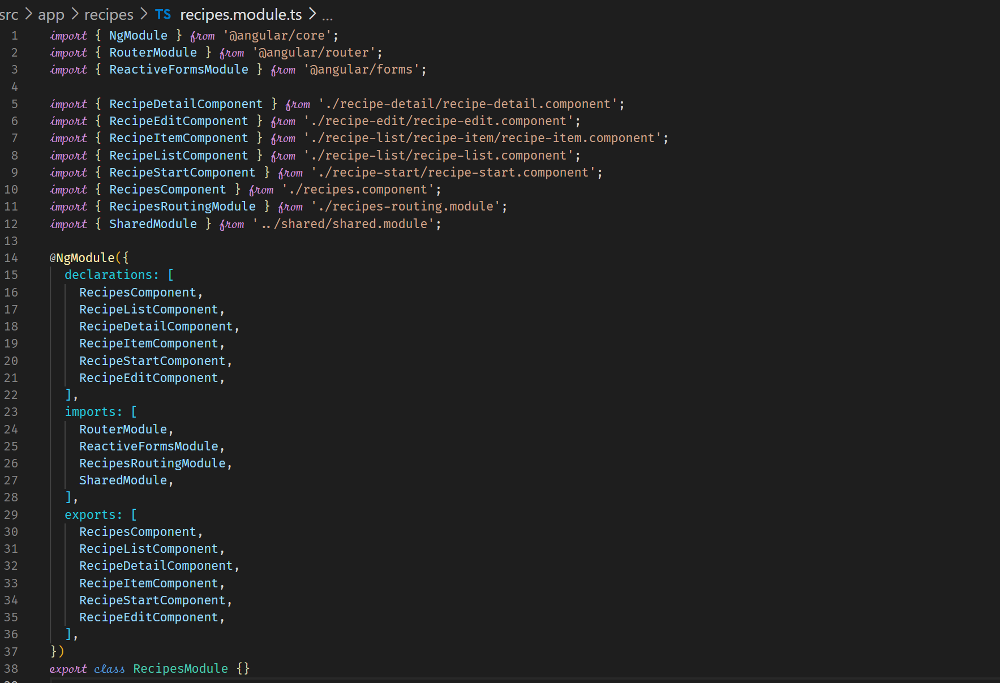 src > app > recipes > TS recipes.module.ts > ...
1 import { NgModule } from '@angular/core';
2 import { RouterModule } from '@angular/router';
3 import { ReactiveFormsModule } from '@angular/forms';
4
5 import { RecipeDetailComponent } from './recipe-detail/recipe-detail.component';
6 import { RecipeEditComponent } from './recipe-edit/recipe-edit.component';
7 import { RecipeItemComponent } from './recipe-list/recipe-item/recipe-item.component';
8 import { RecipeListComponent } from './recipe-list/recipe-list.component';
9 import { RecipeStartComponent } from './recipe-start/recipe-start.component';
10 import { RecipesComponent } from './recipes.component';
11 import { RecipesRoutingModule } from './recipes-routing.module';
12 import { SharedModule } from '../shared/shared.module';
13
14 @NgModule({
15   declarations: [
16     RecipesComponent,
17     RecipeListComponent,
18     RecipeDetailComponent,
19     RecipeItemComponent,
20     RecipeStartComponent,
21     RecipeEditComponent,
22   ],
23   imports: [
24     RouterModule,
25     ReactiveFormsModule,
26     RecipesRoutingModule,
27     SharedModule,
28   ],
29   exports: [
30     RecipesComponent,
31     RecipeListComponent,
32     RecipeDetailComponent,
33     RecipeItemComponent,
34     RecipeStartComponent,
35     RecipeEditComponent,
36   ],
37 })
38 export class RecipesModule {}